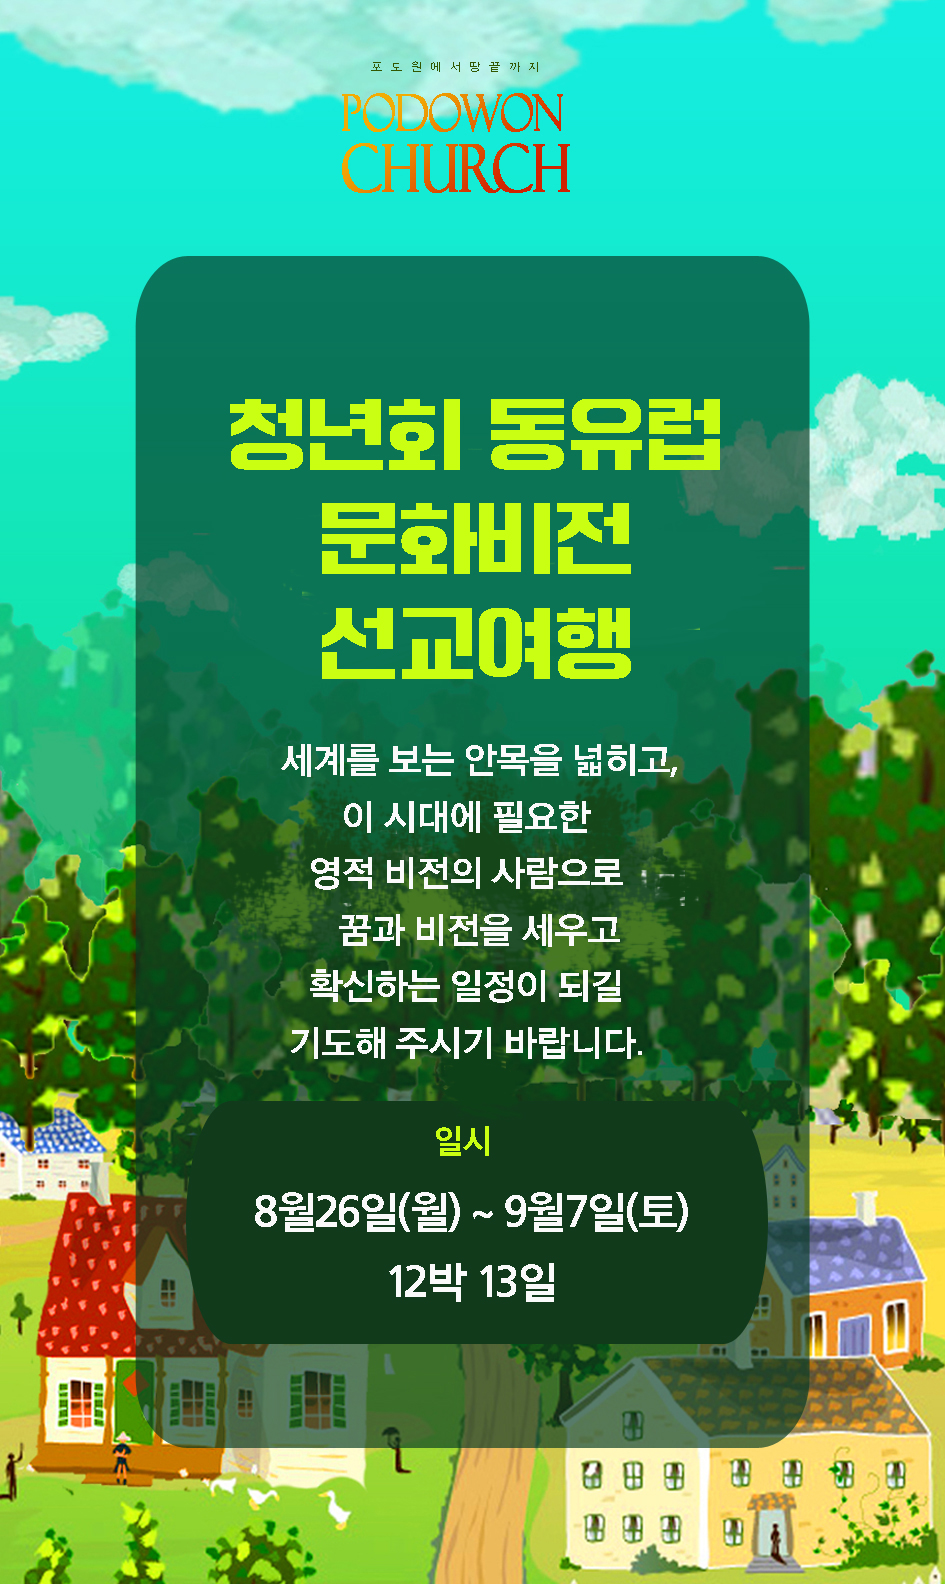 포도원에서땅끝까지
PODOWON
CHURCH
청년회 동유럽
문화비전
선교여행
세계를 보는 안목을 넓히고,
이 시대에 필요한
영적 비전의 사람으로
꿈과 비전을 세우고
확신하는 일정이 되길
기도해 주시기 바랍니다.
일시
8월26일(월) ~ 9월7일(토)
12박 13일